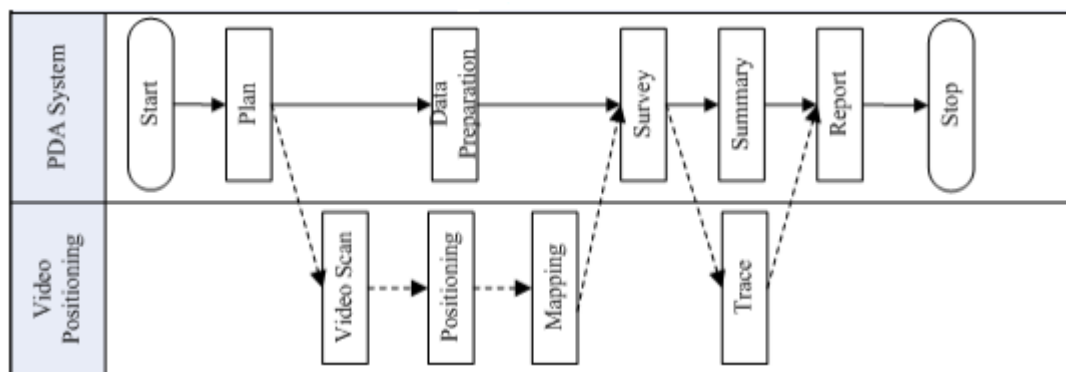 PDA System
Start
Plan
Data
Preparation
Survey
Summary
Report
Stop
Video
Positioning
Video Scan
Positioning
Mapping
Trace